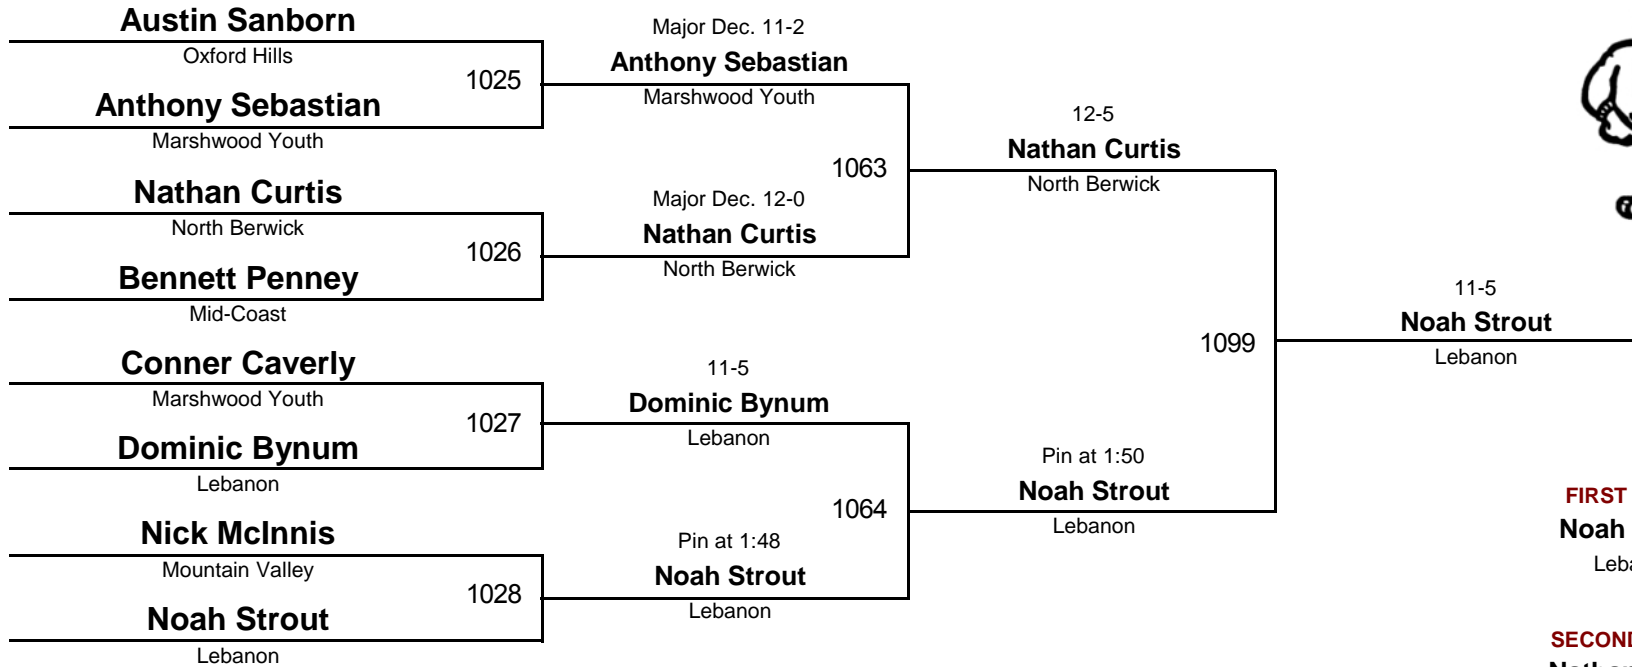 Austin Sanborn
Oxford Hills
1025
Anthony Sebastian
Marshwood Youth
Nathan Curtis
North Berwick
1026
Bennett Penney
Mid-Coast
Conner Caverly
Marshwood Youth
1027
Dominic Bynum
Lebanon
Nick McInnis
Mountain Valley
1028
Noah Strout
Lebanon
Major Dec. 11-2
Anthony Sebastian
Marshwood Youth
1063
Major Dec. 12-0
Nathan Curtis
North Berwick
11-5
Dominic Bynum
Lebanon
1064
Pin at 1:48
Noah Strout
Lebanon
12-5
Nathan Curtis
North Berwick
1099
Pin at 1:50
Noah Strout
Lebanon
11-5
Noah Strout
Lebanon
FIRST
Noah